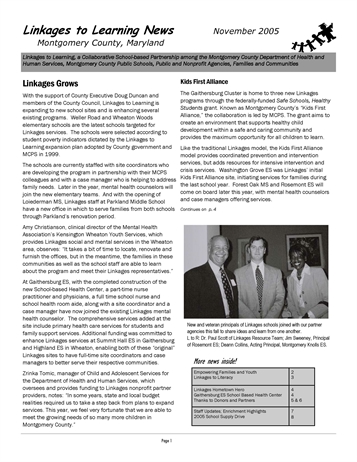 Linkages to Learning News
November 2005
Montgomery County, Maryland
Linkages to Learning, a Collaborative School-based Partnership among the Montgomery County Department of Health and
Human Services, Montgomery County Public Schools, Public and Nonprofit Agencies, Families and Communities
Linkages Grows
With the support of County Executive Doug Duncan and
members of the County Council, Linkages to Learning is
expanding to new school sites and is enhancing several
existing programs. Weller Road and Wheaton Woods
elementary schools are the latest schools targeted for
Linkages services. The schools were selected according to
student poverty indicators dictated by the Linkages to
Learning expansion plan adopted by County government and
MCPS in 1999.
The schools are currently staffed with site coordinators who
are developing the program in partnership with their MCPS
colleagues and with a case manager who is helping to address
family needs. Later in the year, mental health counselors will
join the new elementary teams. And with the opening of
Loiederman MS, Linkages staff at Parkland Middle School
have a new office in which to serve families from both schools
through Parkland's renovation period.
Amy Christianson, clinical director of the Mental Health
Association's Kensington Wheaton Youth Services, which
provides Linkages social and mental services in the Wheaton
area, observes: "It takes a bit of time to locate, renovate and
furnish the offices, but in the meantime, the families in these
communities as well as the school staff are able to learn
about the program and meet their Linkages representatives."
At Gaithersburg ES, with the completed construction of the
new School-based Health Center, a part-time nurse
practitioner and physicians, a full time school nurse and
school health room aide, along with a site coordinator and a
case manager have now joined the existing Linkages mental
health counselor. The comprehensive services added at the
site include primary health care services for students and
family support services. Additional funding was committed to
enhance Linkages services at Summit Hall ES in Gaithersburg
and Highland ES in Wheaton, enabling both of these "original"
Linkages sites to have full-time site coordinators and case
managers to better serve their respective communities.
Zrinka Tomic, manager of Child and Adolescent Services for
the Department of Health and Human Services, which
oversees and provides funding to Linkages nonprofit partner
providers, notes: "In some years, state and local budget
realities required us to take a step back from plans to expand
services. This year, we feel very fortunate that we are able to
meet the growing needs of so many more children in
Montgomery County."
Kids First Alliance
The Gaithersburg Cluster is home to three new Linkages
programs through the federally-funded Safe Schools, Healthy
Students grant. Known as Montgomery County's "Kids First
Alliance," the collaboration is led by MCPS. The grant aims to
create an environment that supports healthy child
development within a safe and caring community and
provides the maximum opportunity for all children to learn.
Like the traditional Linkages model, the Kids First Alliance
model provides coordinated prevention and intervention
services, but adds resources for intensive intervention and
crisis services. Washington Grove ES was Linkages' initial
Kids First Alliance site, initiating services for families during
the last school year. Forest Oak MS and Rosemont ES will
come on board later this year, with mental health counselors
and case managers offering services.
Continues on p. 4
New and veteran principals of Linkages schools joined with our partner
agencies this fall to share ideas and learn from one another.
L to R: Dr. Paul Scott of Linkages Resource Team; Jim Sweeney, Principal
of Rosemont ES; Deann Collins, Acting Principal, Montgomery Knolls ES.
More news inside!
Empowering Families and Youth 2
Linkages to Literacy 3
Linkages Hometown Hero 4
Gaithersburg ES School Based Health Center 4
Thanks to Donors and Partners 5 & 6
Staff Updates, Enrichment Highlights 7
2005 School Supply Drive 8
Page 1